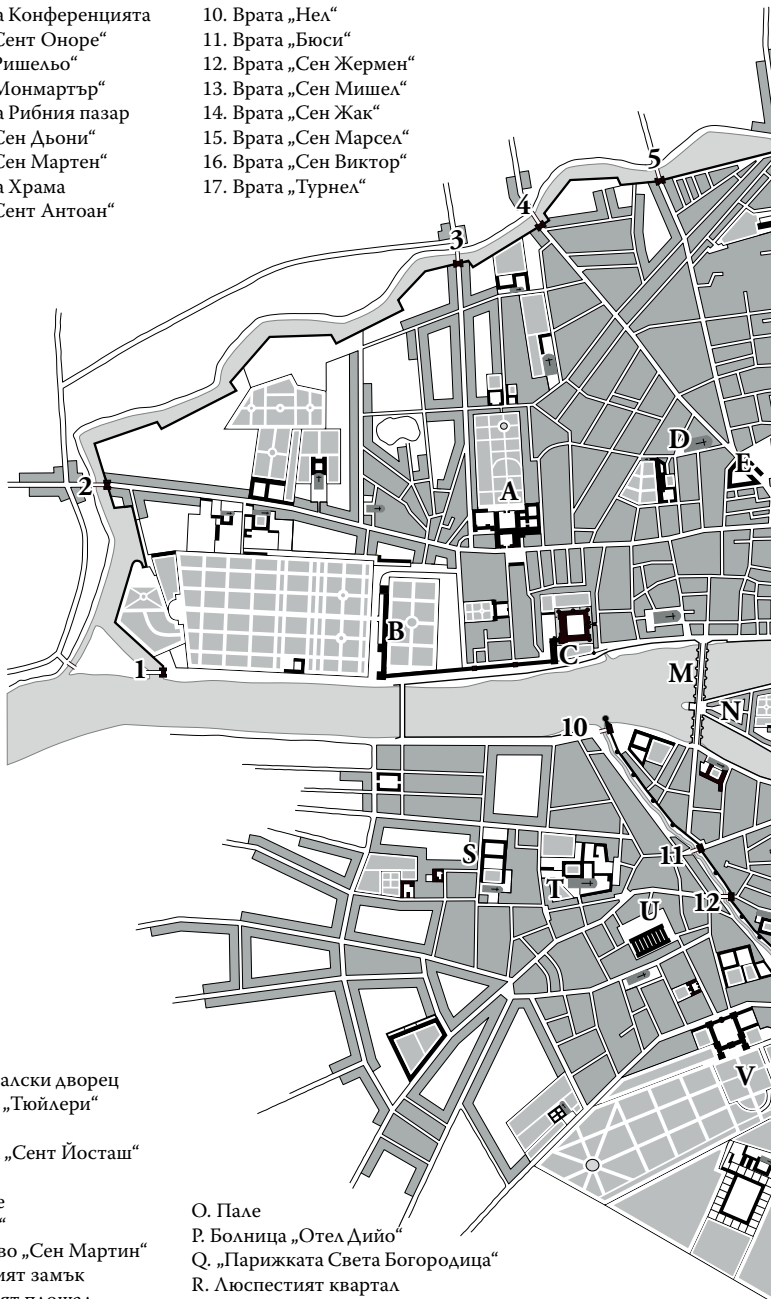 а Конференцията
Сент Оноре“
Ришельо“
Монмартър“
а Рибния пазар
Сен Дьони“
Сен Мартен“
а Храма
Сент Антоан“
10. Врата „Нел“
11. Врата „Бюси“
12. Врата „Сен Жермен“
13. Врата „Сен Мишел“
14. Врата „Сен Жак“
15. Врата „Сен Марсел“
16. Врата „Сен Виктор“
17. Врата „Турнел“
5
4
3
D
E
2
A
B
C
1
M
N
10
S
11
T
12
U
V
алски дворец
„Тюйлери“
„Сент Йосташ“
е
“
во „Сен Мартин“
ият замък
O. Пале
P. Болница „Отел Дийо“
Q. „Парижката Света Богородица“
R. Люспестият квартал